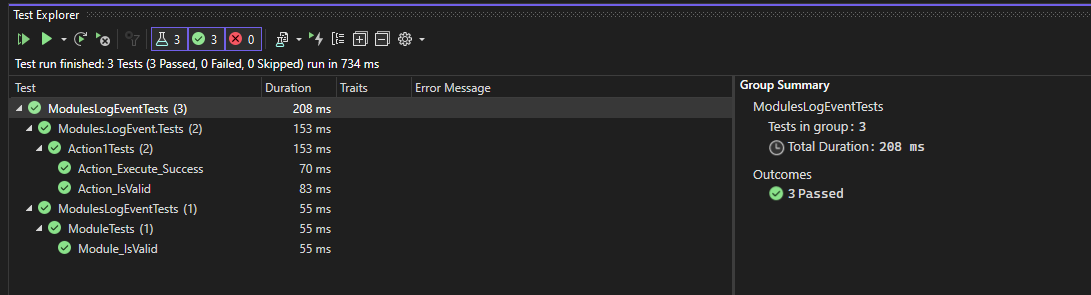 Test Explorer
3 3 0
Test run finished: 3 Tests (3 Passed, 0 Failed, 0 Skipped) run in 734 ms
Test Duration Traits Error Message
ModulesLogEventTests (3) 208 ms
Modules.LogEvent.Tests (2) 153 ms
Action1Tests (2) 153 ms
Action_Execute_Success 70 ms
Action_IsValid 83 ms
ModulesLogEventTests (1) 55 ms
ModuleTests (1) 55 ms
Module_IsValid 55 ms
Group Summary
ModulesLogEventTests
Tests in group: 3
Total Duration: 208 ms
Outcomes
3 Passed